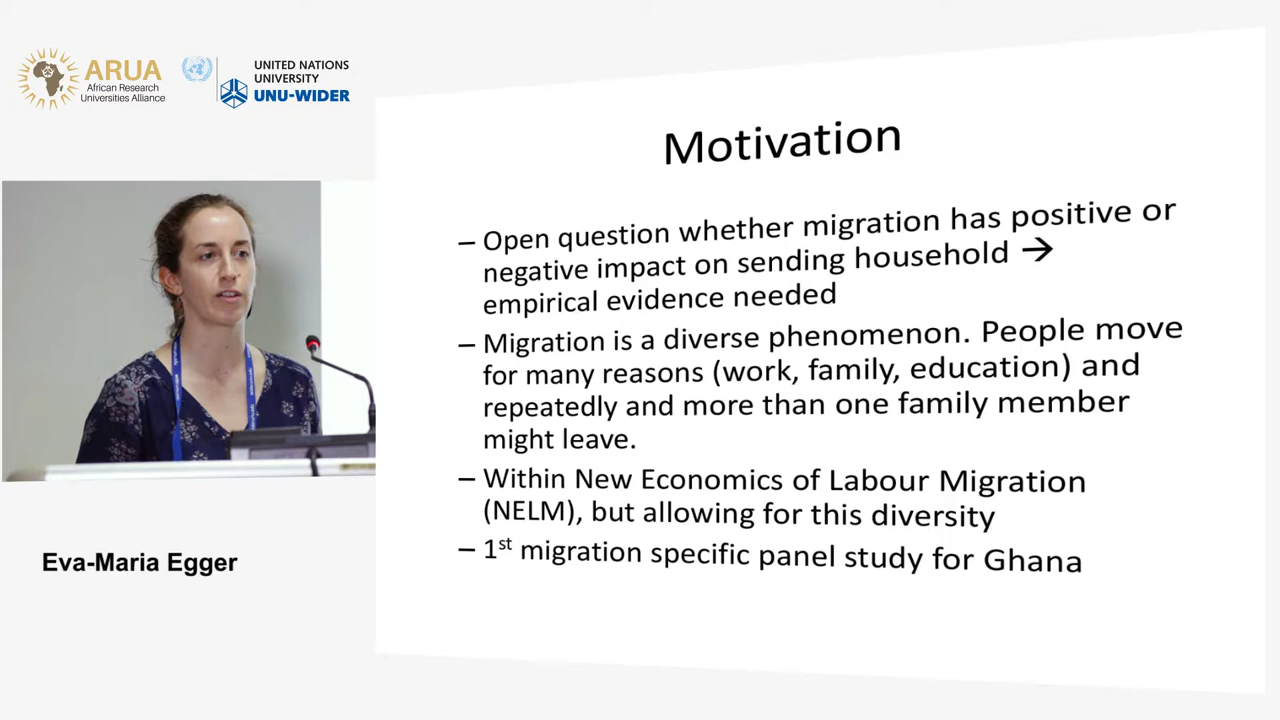 ARUA
African Research
Universities Alliance
UNITED NATIONS
UNIVERSITY
UNU-WIDER
Motivation
– Open question whether migration has positive or
negative impact on sending household →
empirical evidence needed
– Migration is a diverse phenomenon. People move
for many reasons (work, family, education) and
repeatedly and more than one family member
might leave.
– Within New Economics of Labour Migration
(NELM), but allowing for this diversity
– 1st migration specific panel study for Ghana
Eva-Maria Egger